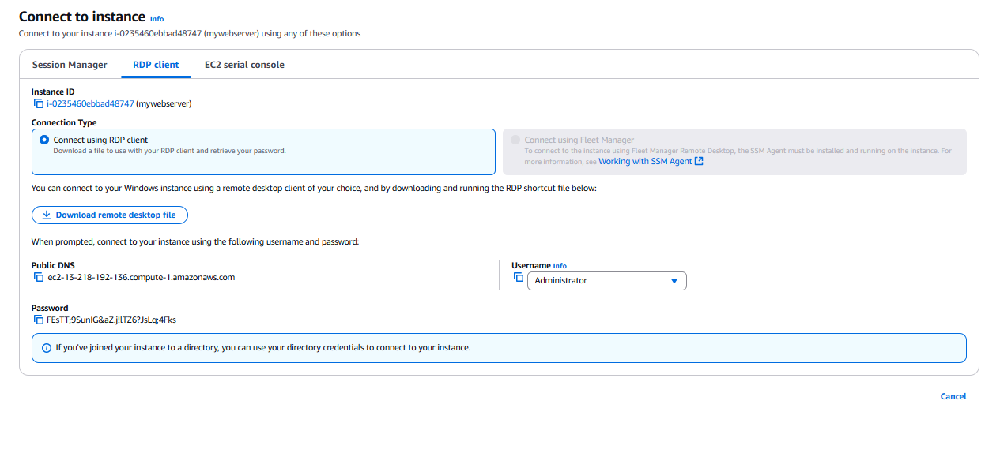 Connect to instance Info
Connect to your instance i-0235460ebbad48747 (mywebserver) using any of these options
Session Manager
RDP client
EC2 serial console
Instance ID
i-0235460ebbad48747 (mywebserver)
Connection Type
Connect using RDP client
Download a file to use with your RDP client and retrieve your password.
Connect using Fleet Manager
To connect to the instance using Fleet Manager Remote Desktop, the SSM Agent must be installed and running on the instance. For
more information, see Working with SSM Agent
You can connect to your Windows instance using a remote desktop client of your choice, and by downloading and running the RDP shortcut file below:
Download remote desktop file
When prompted, connect to your instance using the following username and password:
Public DNS
ec2-13-218-192-136.compute-1.amazonaws.com
Username Info
Administrator
Password
FEsTT;9SunIG&aZ.j!lTZ6?JsLq;4Fks
If you've joined your instance to a directory, you can use your directory credentials to connect to your instance.
Cancel